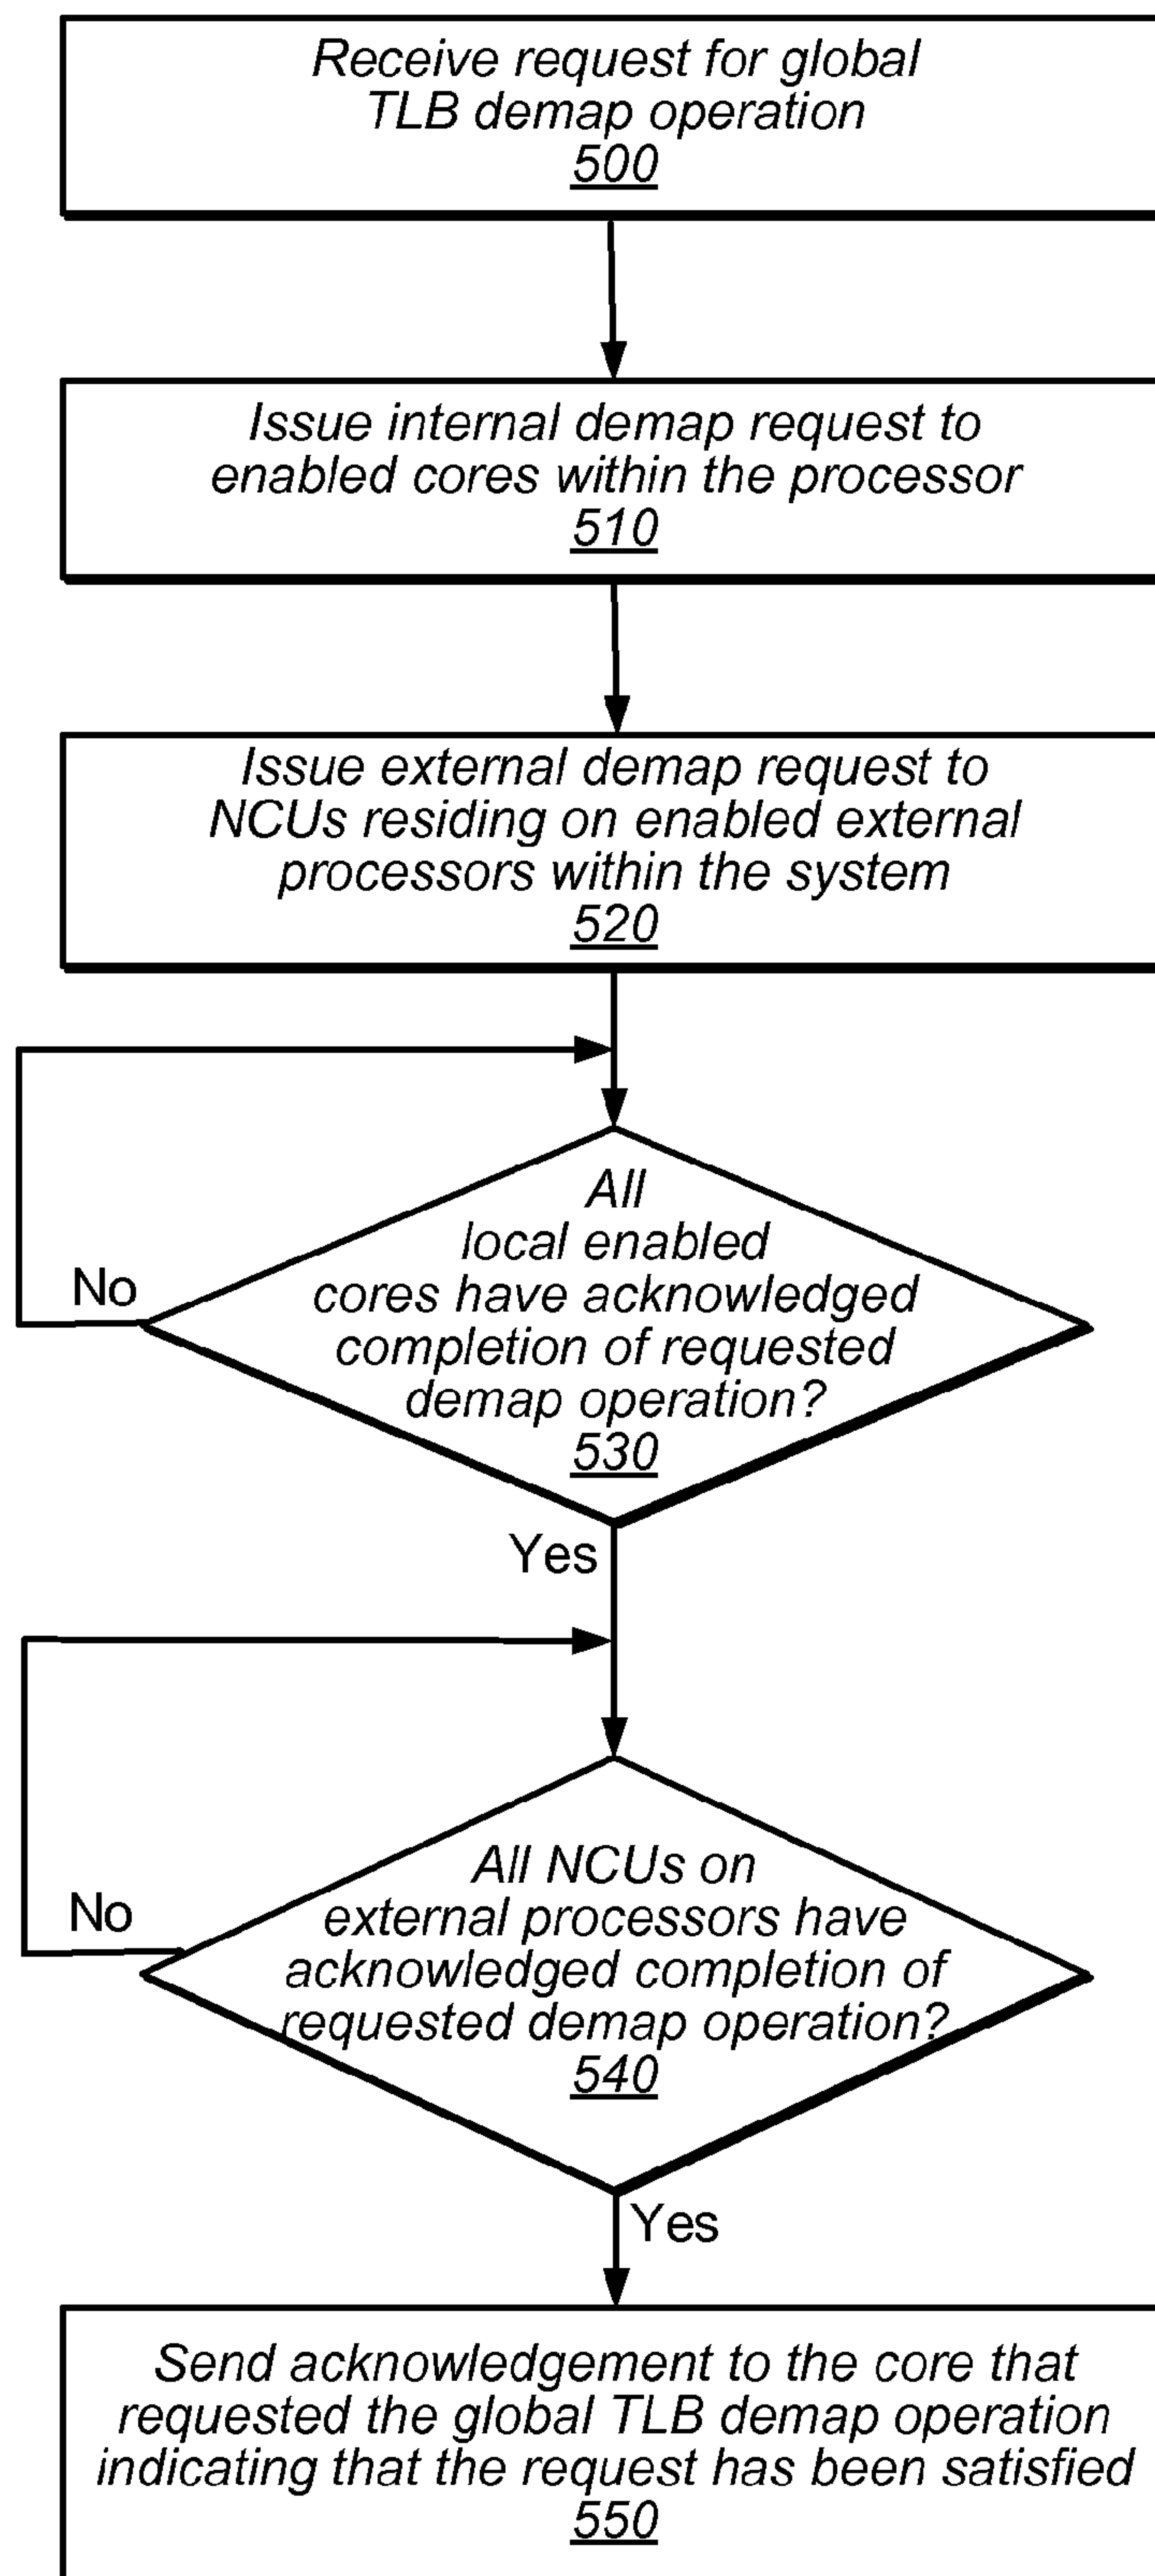 Receive request for global
TLB demap operation
500
Issue internal demap request to
enabled cores within the processor
510
Issue external demap request to
NCUs residing on enabled external
processors within the system
520
All
local enabled
No
cores have acknowledged
completion of requested
demap operation?
530
Yes
All NCUs on
No
external processors have
acknowledged completion of
requested demap operation?
540
Yes
Send acknowledgement to the core that
requested the global TLB demap operation
indicating that the request has been satisfied
550